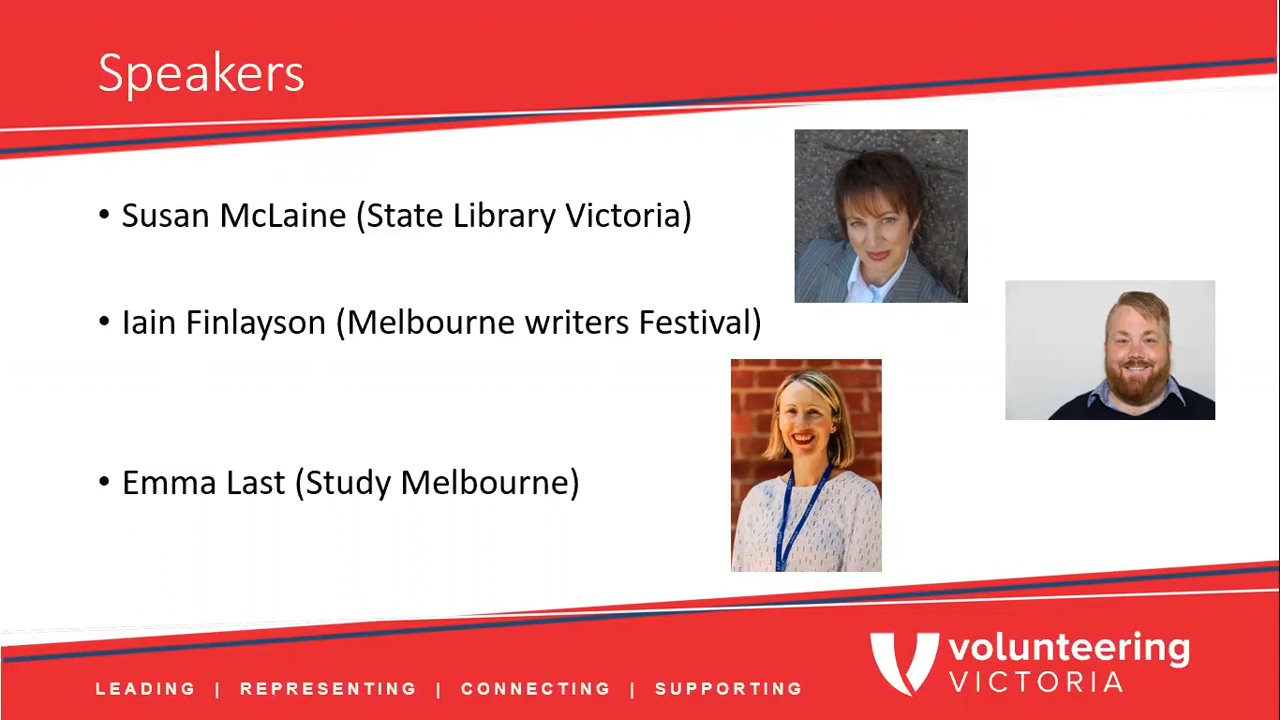 Speakers
• Susan McLaine (State Library Victoria)
• Iain Finlayson (Melbourne writers Festival)
• Emma Last (Study Melbourne)
LEADING | REPRESENTING | CONNECTING | SUPPORTING
volunteering
VICTORIA